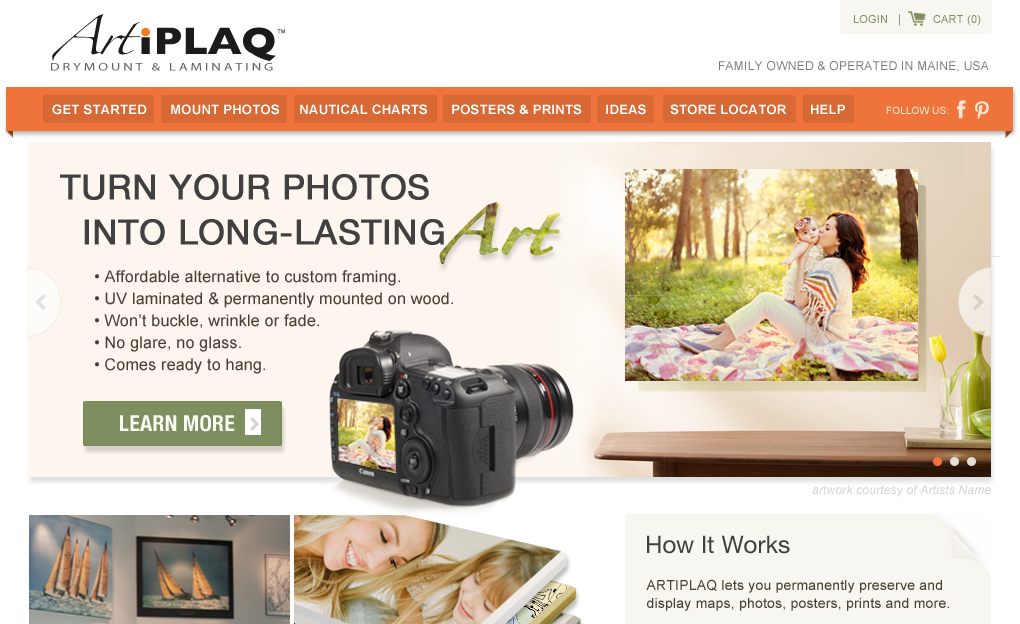 ArtiPLAQ™
DRYMOUNT & LAMINATING
LOGIN | CART (0)
FAMILY OWNED & OPERATED IN MAINE, USA
GET STARTED MOUNT PHOTOS NAUTICAL CHARTS POSTERS & PRINTS IDEAS STORE LOCATOR HELP FOLLOW US:
TURN YOUR PHOTOS
INTO LONG-LASTING Art
• Affordable alternative to custom framing.
• UV laminated & permanently mounted on wood.
• Won’t buckle, wrinkle or fade.
• No glare, no glass.
• Comes ready to hang.
LEARN MORE
Canon
artwork courtesy of Artists Name
How It Works
ARTIPLAQ lets you permanently preserve and
display maps, photos, posters, prints and more.